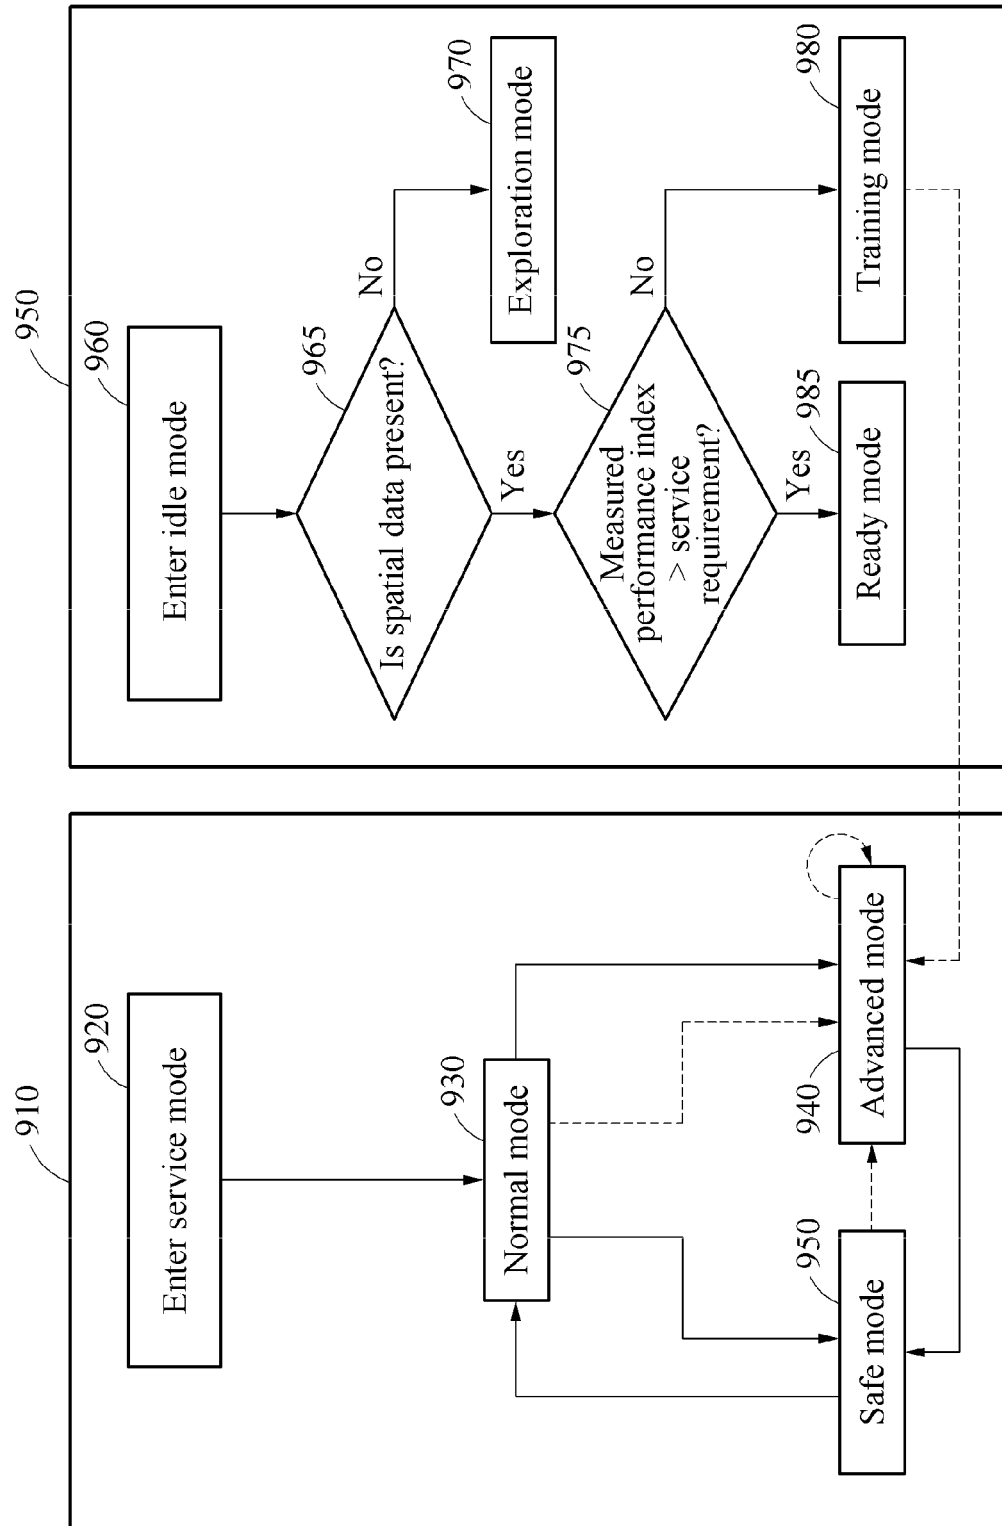 910
920
Enter service mode
930
Normal mode
940
Advanced mode
950
Safe mode
950
960
Enter idle mode
965
Is spatial data present?
No
970
Exploration mode
Yes
975
Measured
performance index
> service
requirement?
No
980
Training mode
Yes
985
Ready mode